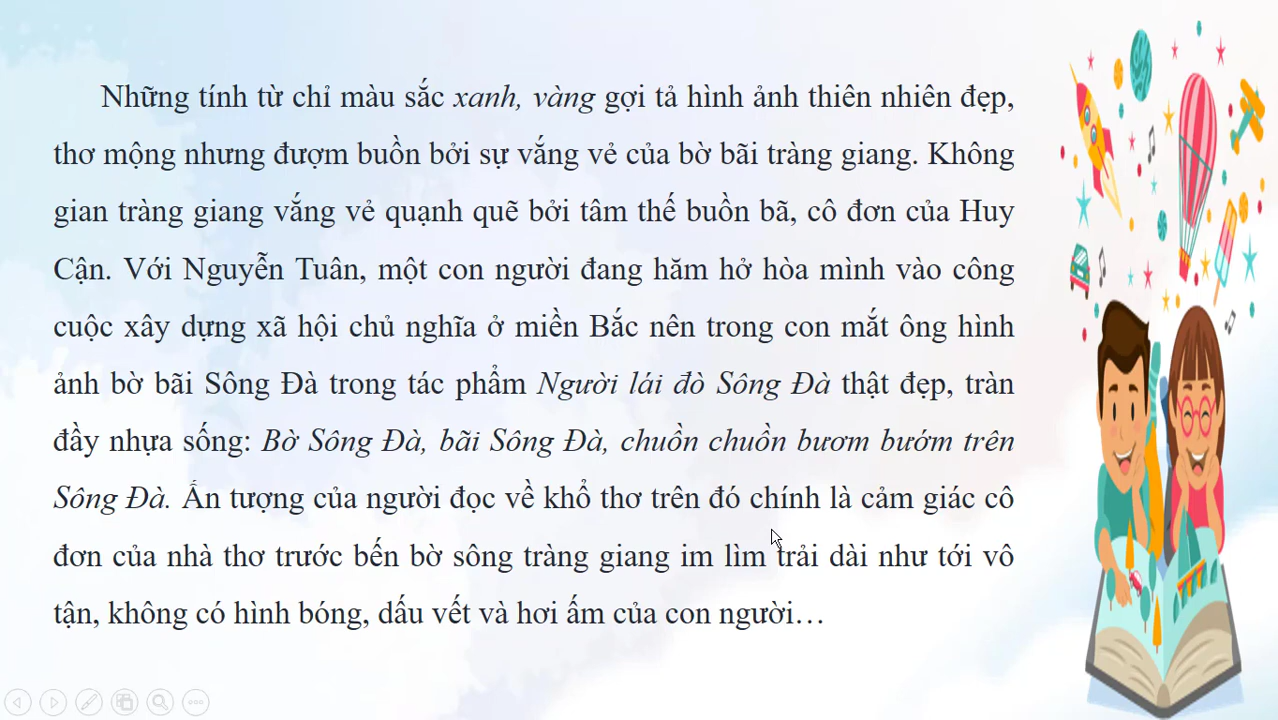 Những tính từ chỉ màu sắc xanh, vàng gợi tả hình ảnh thiên nhiên đẹp,
thơ mộng nhưng đượm buồn bởi sự vắng vẻ của bờ bãi tràng giang. Không
gian tràng giang vắng vẻ quạnh quẽ bởi tâm thế buồn bã, cô đơn của Huy
Cận. Với Nguyễn Tuân, một con người đang hăm hở hòa mình vào công
cuộc xây dựng xã hội chủ nghĩa ở miền Bắc nên trong con mắt ông hình
ảnh bờ bãi Sông Đà trong tác phẩm Người lái đò Sông Đà thật đẹp, tràn
đầy nhựa sống: Bờ Sông Đà, bãi Sông Đà, chuồn chuồn bươm bướm trên
Sông Đà. Ấn tượng của người đọc về khổ thơ trên đó chính là cảm giác cô
đơn của nhà thơ trước bến bờ sông tràng giang im lìm trải dài như tới vô
tận, không có hình bóng, dấu vết và hơi ấm của con người…